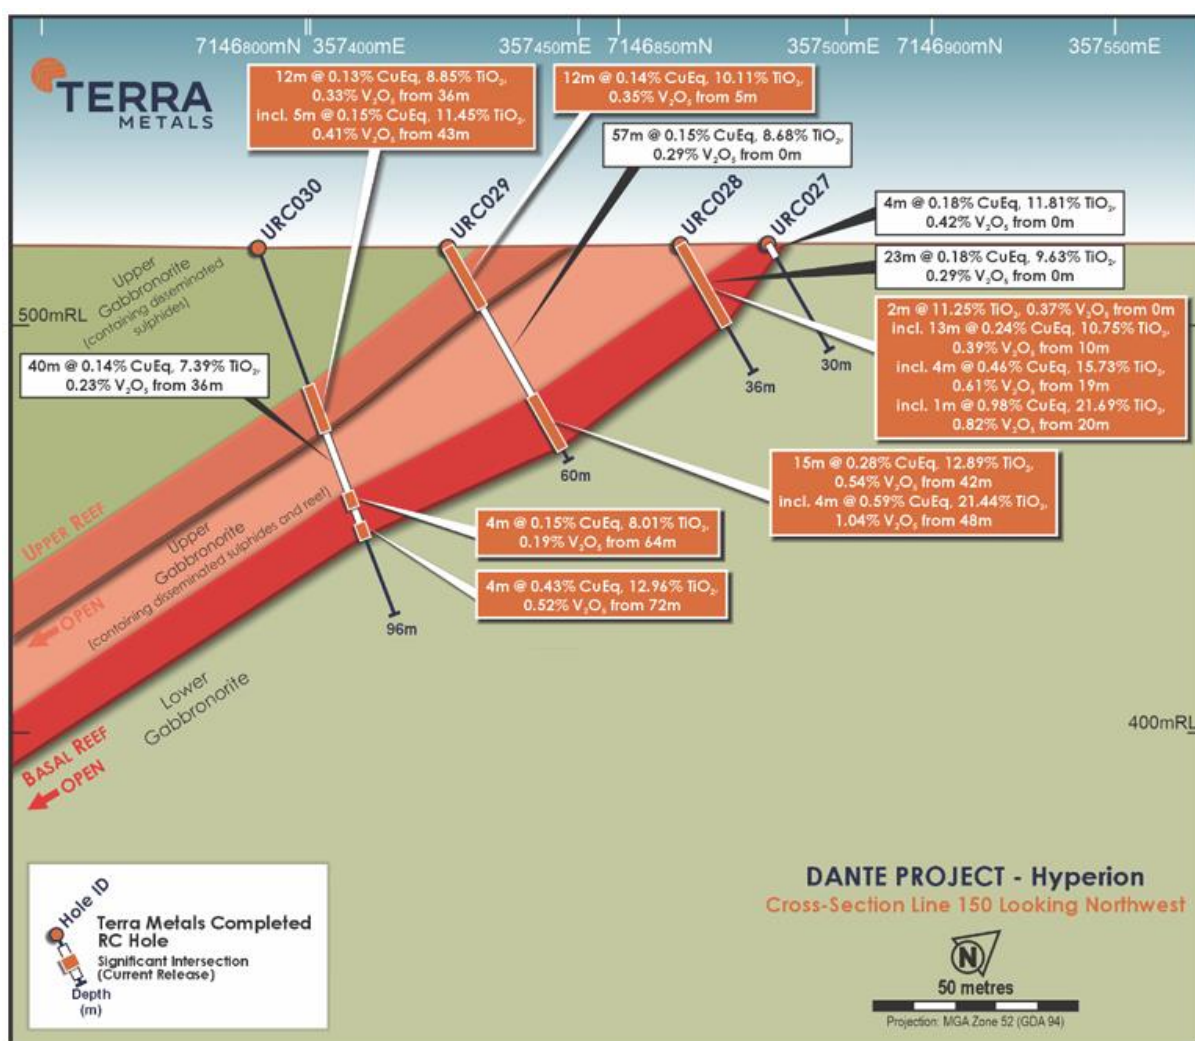 7146800mN
357400mE
357450mE
7146850mN
357500mE
7146900mN
357550mE
TERRA
METALS
12m @ 0.13% CuEq, 8.85% TiO₂,
0.33% V₂O₅ from 36m
incl. 5m @ 0.15% CuEq, 11.45% TiO₂,
0.41% V₂O₅ from 43m
12m @ 0.14% CuEq, 10.11% TiO₂,
0.35% V₂O₅ from 5m
57m @ 0.15% CuEq, 8.68% TiO₂,
0.29% V₂O₅ from 0m
URC030
URC029
URC028
URC027
4m @ 0.18% CuEq, 11.81% TiO₂,
0.42% V₂O₅ from 0m
23m @ 0.18% CuEq, 9.63% TiO₂,
0.29% V₂O₅ from 0m
2m @ 11.25% TiO₂, 0.37% V₂O₅ from 0m
incl. 13m @ 0.24% CuEq, 10.75% TiO₂,
0.39% V₂O₅ from 10m
incl. 4m @ 0.46% CuEq, 15.73% TiO₂,
0.61% V₂O₅ from 19m
incl. 1m @ 0.98% CuEq, 21.69% TiO₂,
0.82% V₂O₅ from 20m
Upper
Gabbronorite
(containing disseminated
sulphides)
500mRL
40m @ 0.14% CuEq, 7.39% TiO₂,
0.23% V₂O₅ from 36m
36m
30m
60m
15m @ 0.28% CuEq, 12.89% TiO₂,
0.54% V₂O₅ from 42m
incl. 4m @ 0.59% CuEq, 21.44% TiO₂,
1.04% V₂O₅ from 48m
4m @ 0.15% CuEq, 8.01% TiO₂,
0.19% V₂O₅ from 64m
4m @ 0.43% CuEq, 12.96% TiO₂,
0.52% V₂O₅ from 72m
96m
UPPER REEF
OPEN
Upper
Gabbronorite
(containing disseminated sulphides and reef)
Lower
Gabbronorite
BASAL REEF
OPEN
400mRL
Hole ID
Terra Metals Completed
RC Hole
Significant Intersection
(Current Release)
Depth
(m)
DANTE PROJECT - Hyperion
Cross-Section Line 150 Looking Northwest
N
50 metres
Projection: MGA Zone 52 (GDA 94)